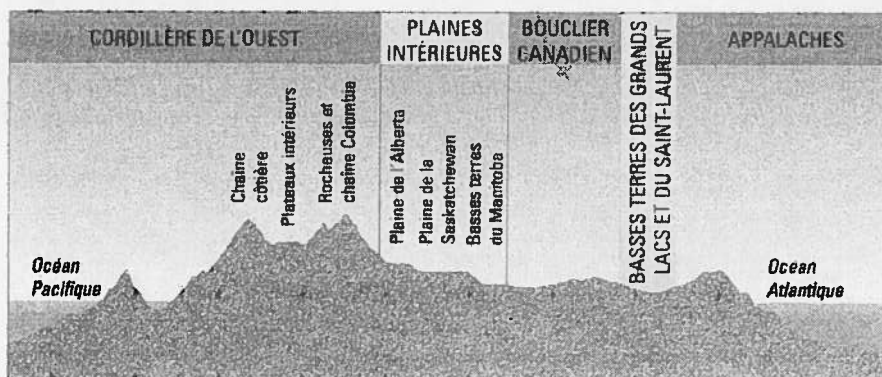 CORDILLÈRE DE L'OUEST
PLAINES
INTÉRIEURES
BOUCLIER
CANADIEN
BASSES TERRES DES GRANDS
LACS ET DU SAINT-LAURENT
APPALACHES
Chaîne
côtière
Plateaux intérieurs
Rocheuses et
chaîne Colombia
Plaine de l'Alberta
Plaine de la
Saskatchewan
Basses terres
du Manitoba
Océan
Pacifique
Océan
Atlantique